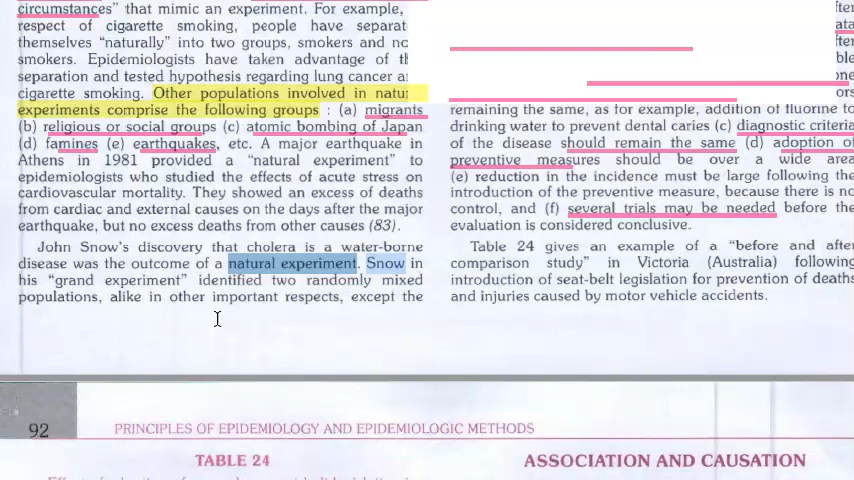 circumstances" that mimic an experiment. For example,
respect of cigarette smoking, people have separat
themselves "naturally" into two groups, smokers and no
smokers. Epidemiologists have taken advantage of th
separation and tested hypothesis regarding lung cancer a
cigarette smoking. Other populations involved in natur
experiments comprise the following groups : (a) migrants
(b) religious or social groups (c) atomic bombing of Japan
(d) famines (e) earthquakes, etc. A major earthquake in
Athens in 1981 provided a "natural experiment" to
epidemiologists who studied the effects of acute stress on
cardiovascular mortality. They showed an excess of deaths
from cardiac and external causes on the days after the major
earthquake, but no excess deaths from other causes (83).
John Snow's discovery that cholera is a water-borne
disease was the outcome of a natural experiment. Snow in
his "grand experiment" identified two randomly mixed
populations, alike in other important respects, except the
remaining the same, as for example, addition of fluorine to
drinking water to prevent dental caries (c) diagnostic criteria
of the disease should remain the same (d) adoption of
preventive measures should be over a wide area
(e) reduction in the incidence must be large following the
introduction of the preventive measure, because there is no
control, and (f) several trials may be needed before the
evaluation is considered conclusive.
Table 24 gives an example of a "before and after
comparison study" in Victoria (Australia) following
introduction of seat-belt legislation for prevention of deaths
and injuries caused by motor vehicle accidents.
92
PRINCIPLES OF EPIDEMIOLOGY AND EPIDEMIOLOGIC METHODS
TABLE 24
ASSOCIATION AND CAUSATION